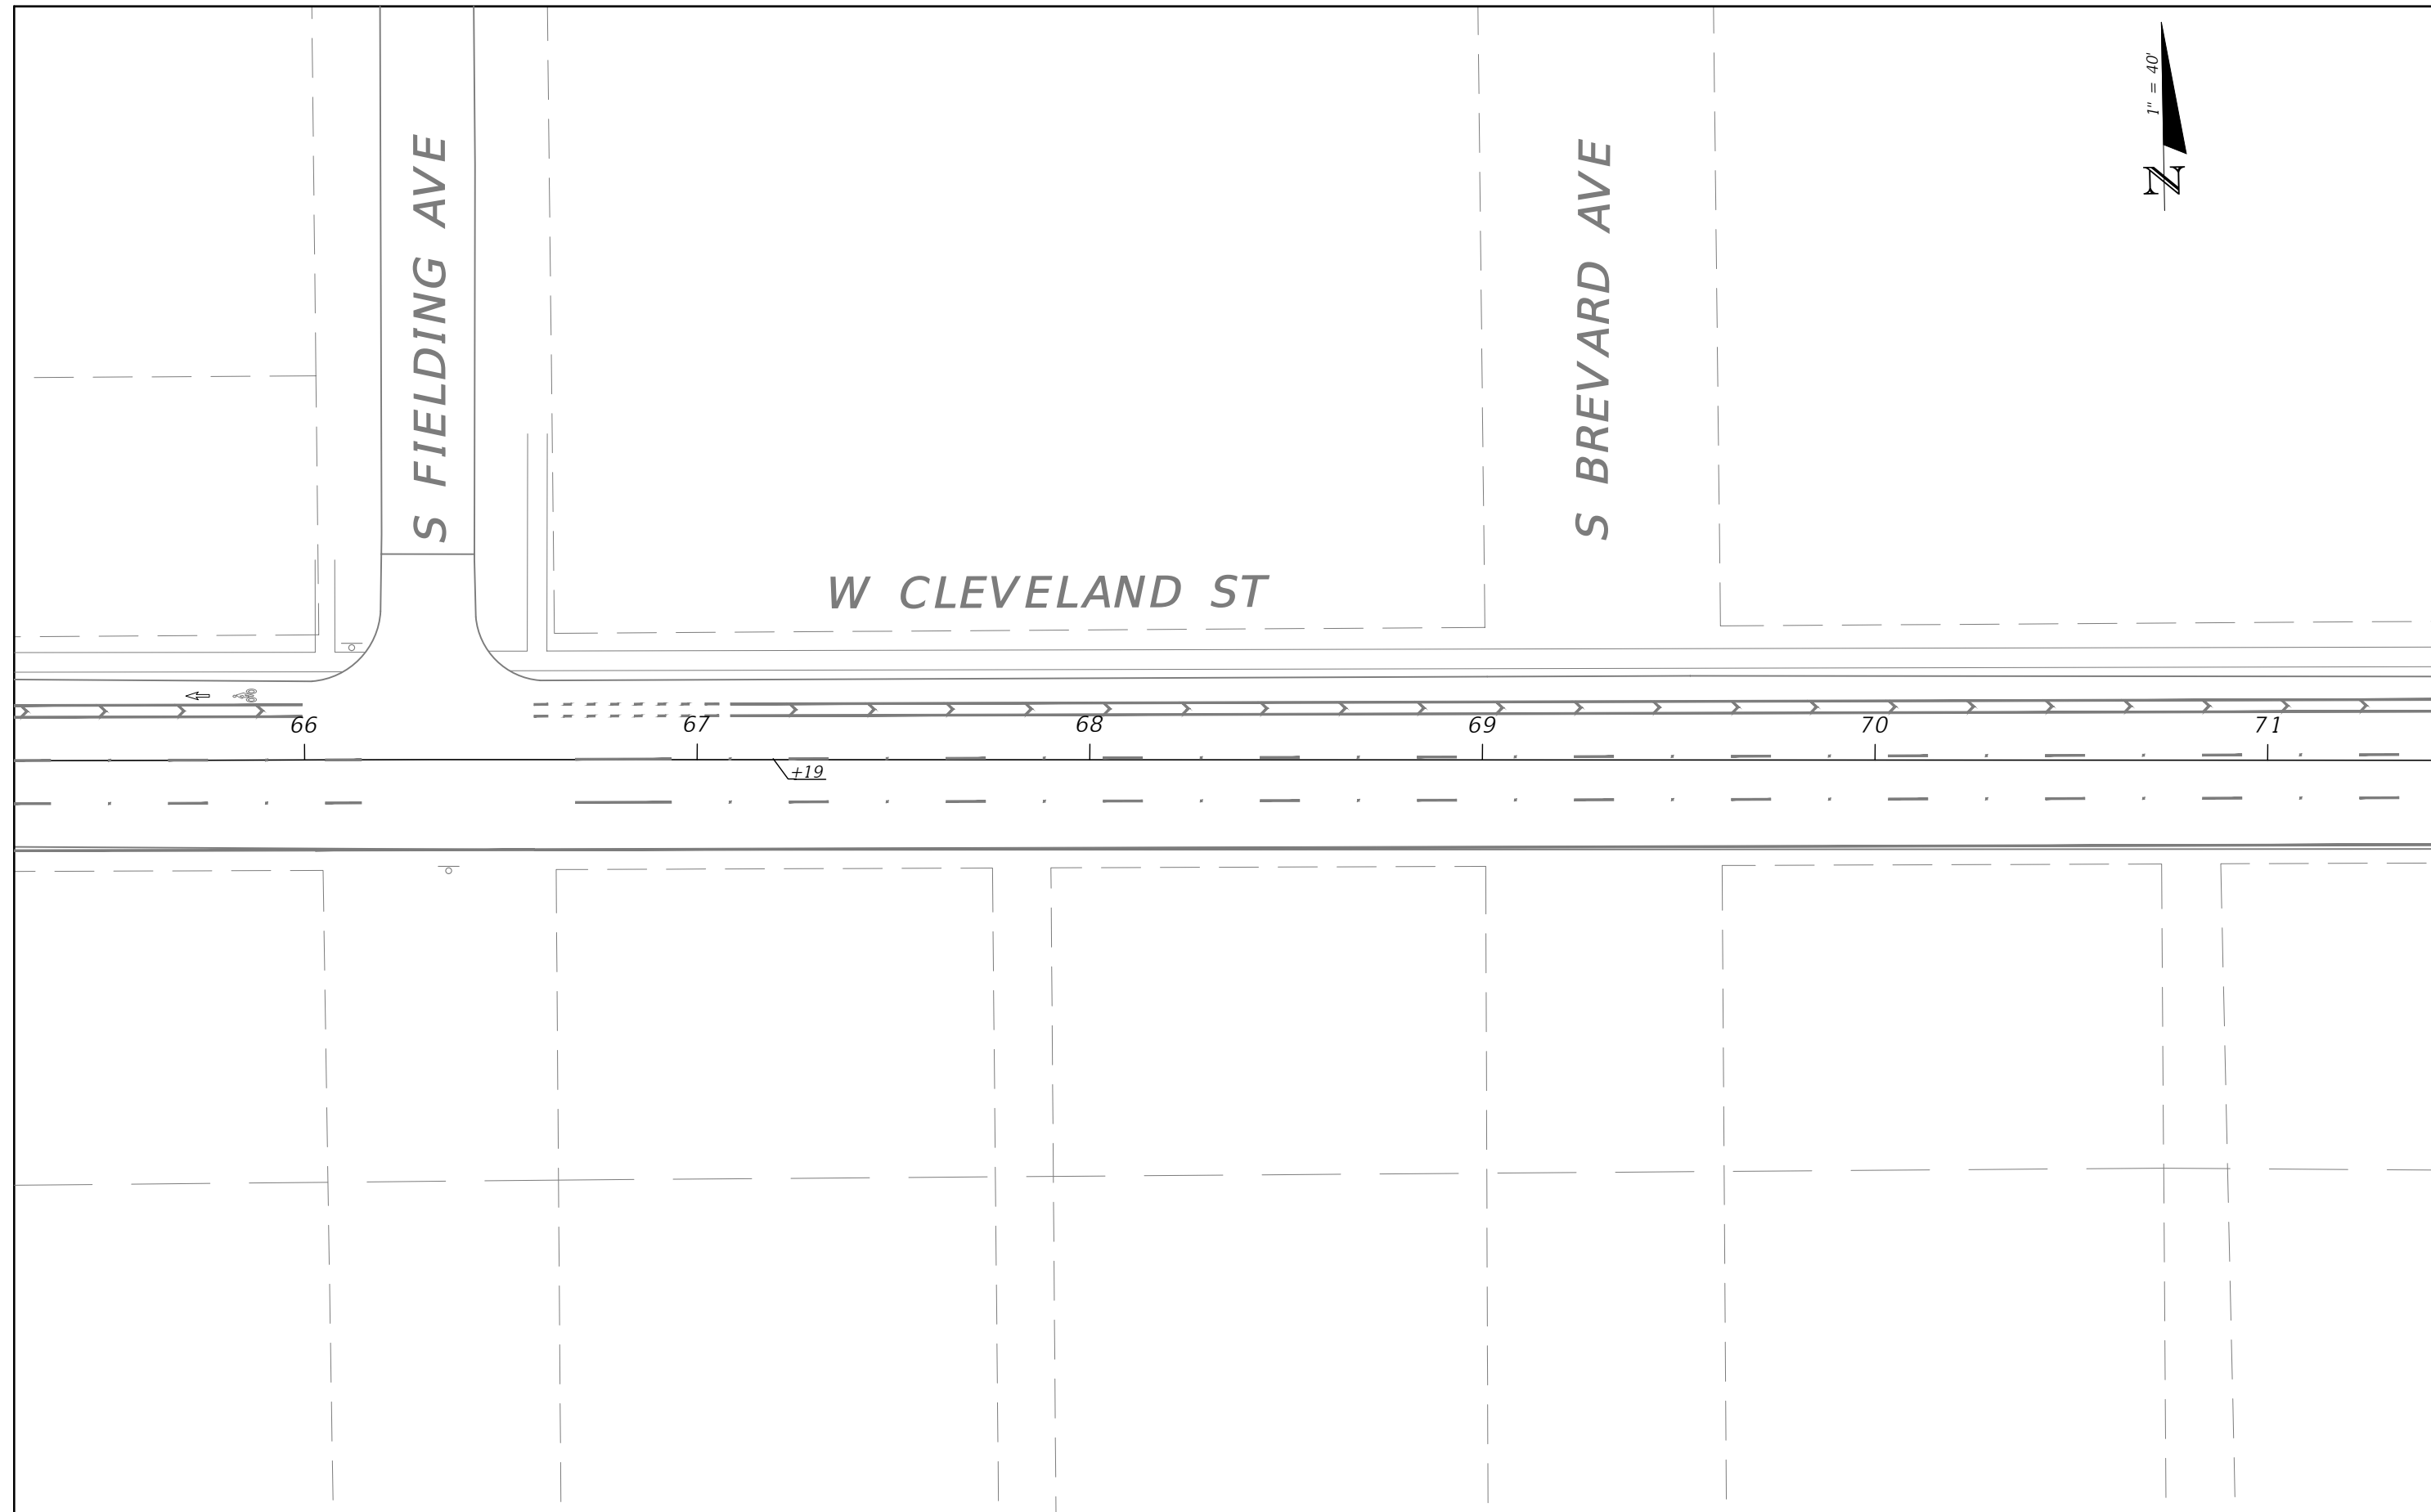 1" = 40'
N
S FIELDING AVE
S BREVARD AVE
W CLEVELAND ST
66
67
68
69
70
71
+19